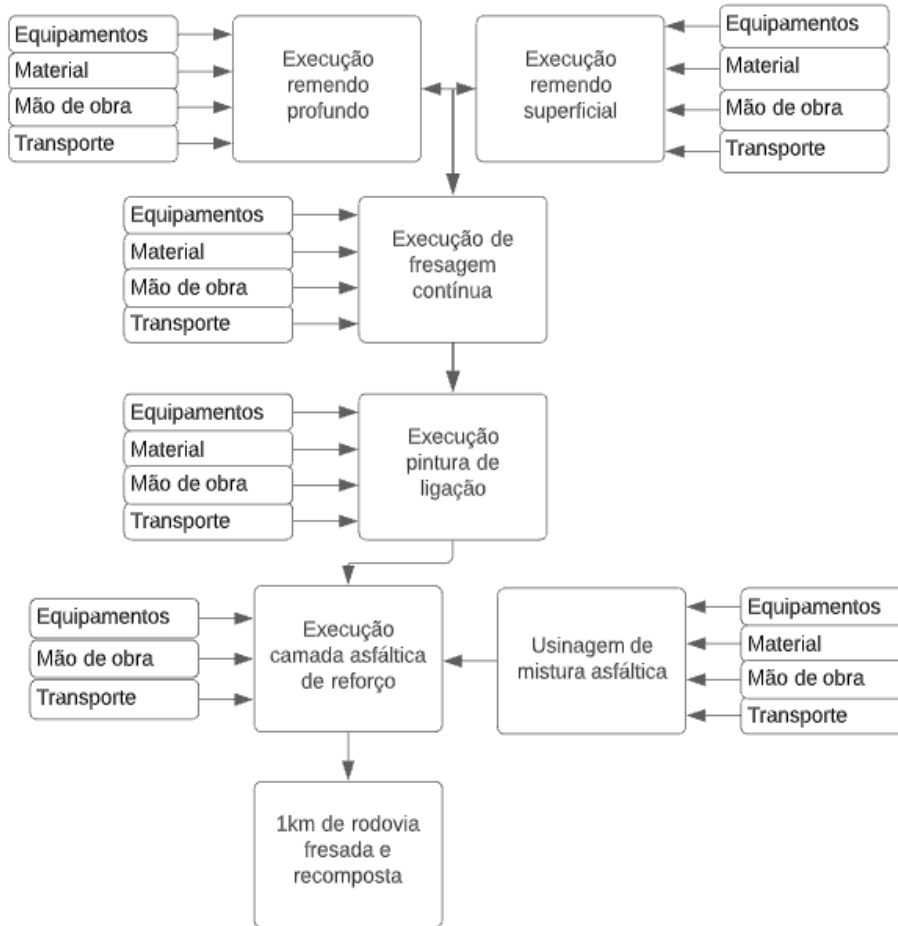 Equipamentos
Material
Mão de obra
Transporte
Execução
remendo
profundo
Execução
remendo
superficial
Equipamentos
Material
Mão de obra
Transporte
Equipamentos
Material
Mão de obra
Transporte
Execução de
fresagem
contínua
Equipamentos
Material
Mão de obra
Transporte
Execução
pintura de
ligação
Equipamentos
Mão de obra
Transporte
Execução
camada asfáltica
de reforço
Usinagem de
mistura asfáltica
Equipamentos
Material
Mão de obra
Transporte
1km de rodovia
fresada e
recomposta